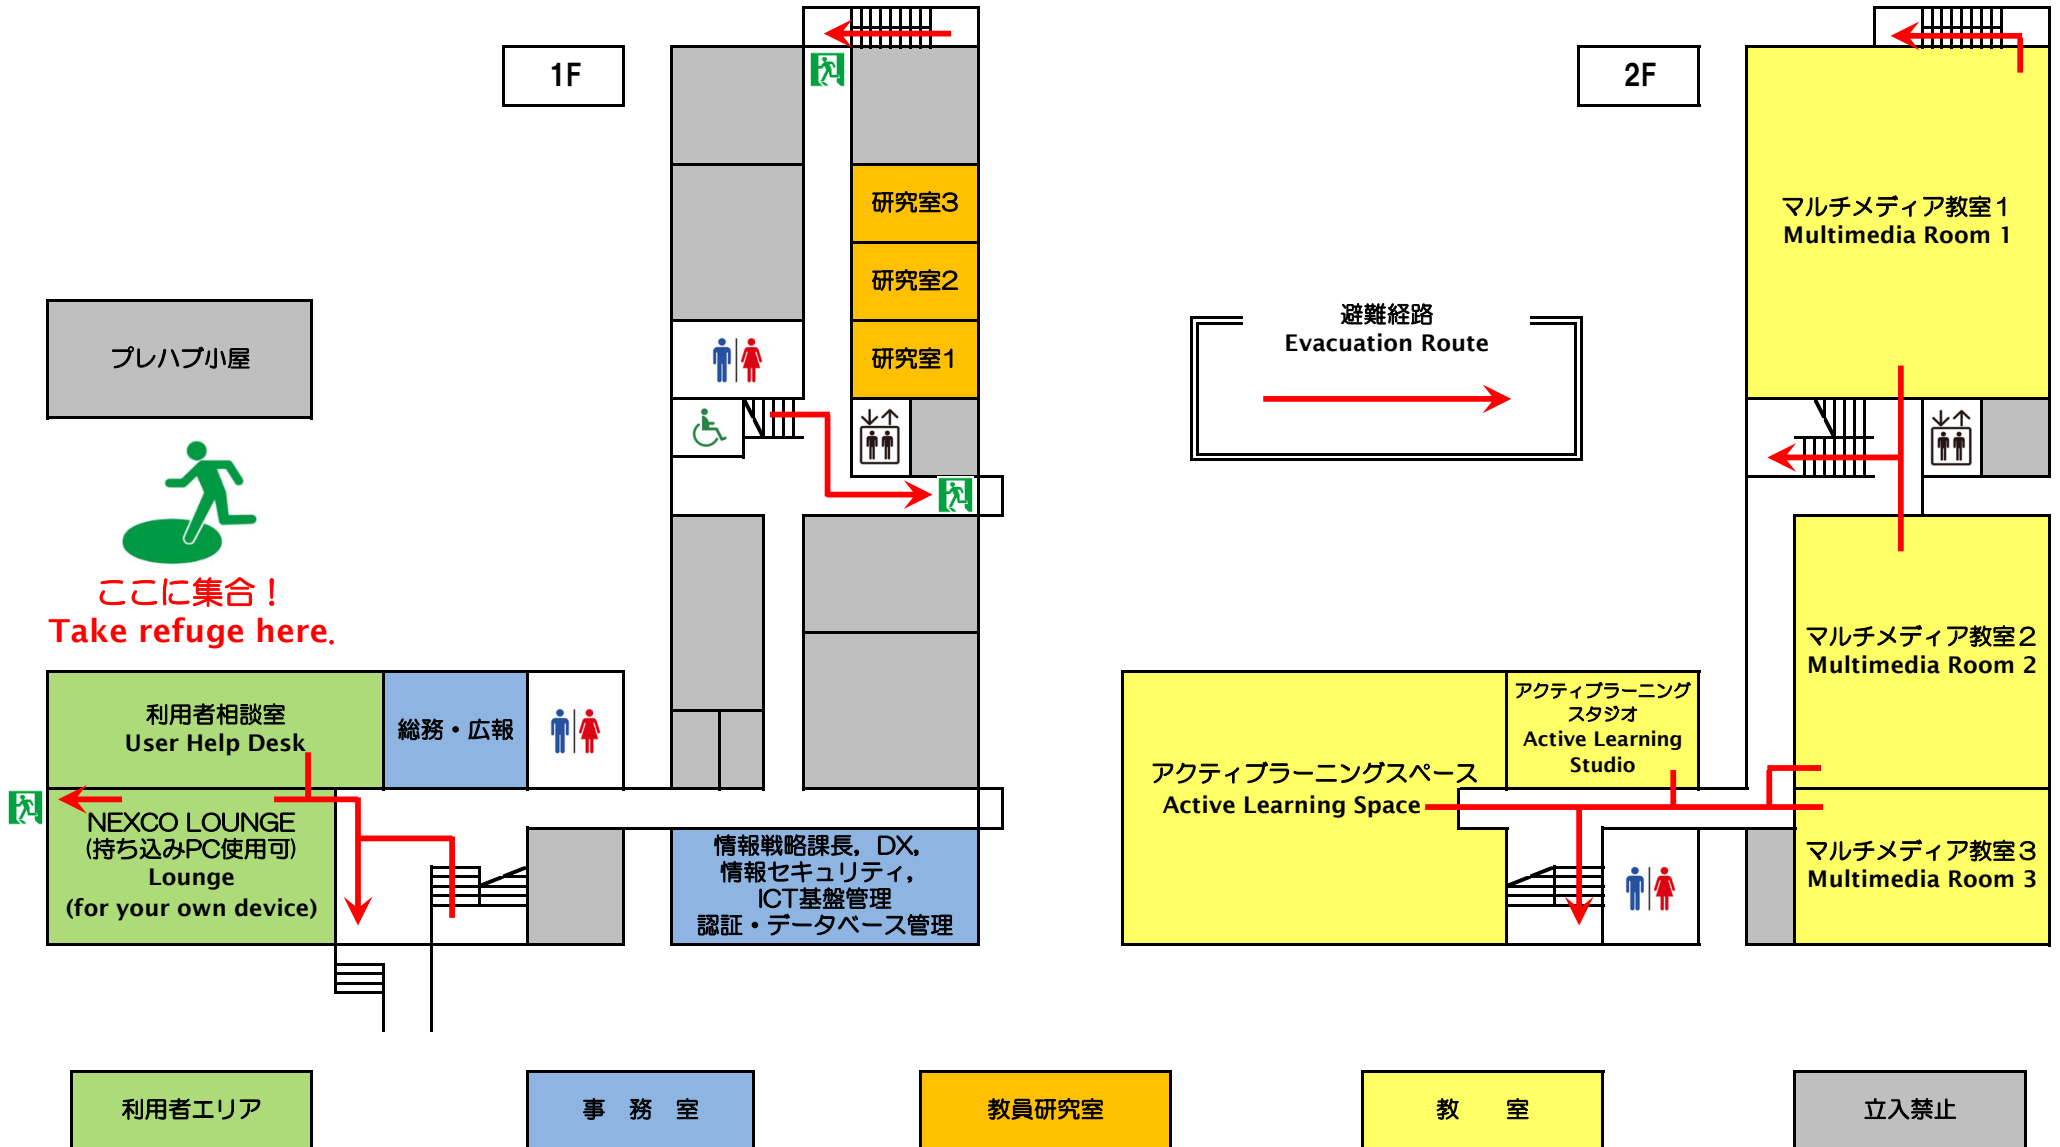 1F
2F
研究室3
研究室2
研究室1
プレハブ小屋
ここに集合！
Take refuge here.
避難経路
Evacuation Route
マルチメディア教室１
Multimedia Room 1
マルチメディア教室２
Multimedia Room 2
マルチメディア教室３
Multimedia Room 3
利用者相談室
User Help Desk
総務・広報
NEXCO LOUNGE
(持ち込みPC使用可)
Lounge
(for your own device)
情報戦略課長，DX，
情報セキュリティ，
ICT基盤管理
認証・データベース管理
アクティブラーニングスペース
Active Learning Space
アクティブラーニング
スタジオ
Active Learning
Studio
利用者エリア
事　務　室
教員研究室
教　　室
立入禁止